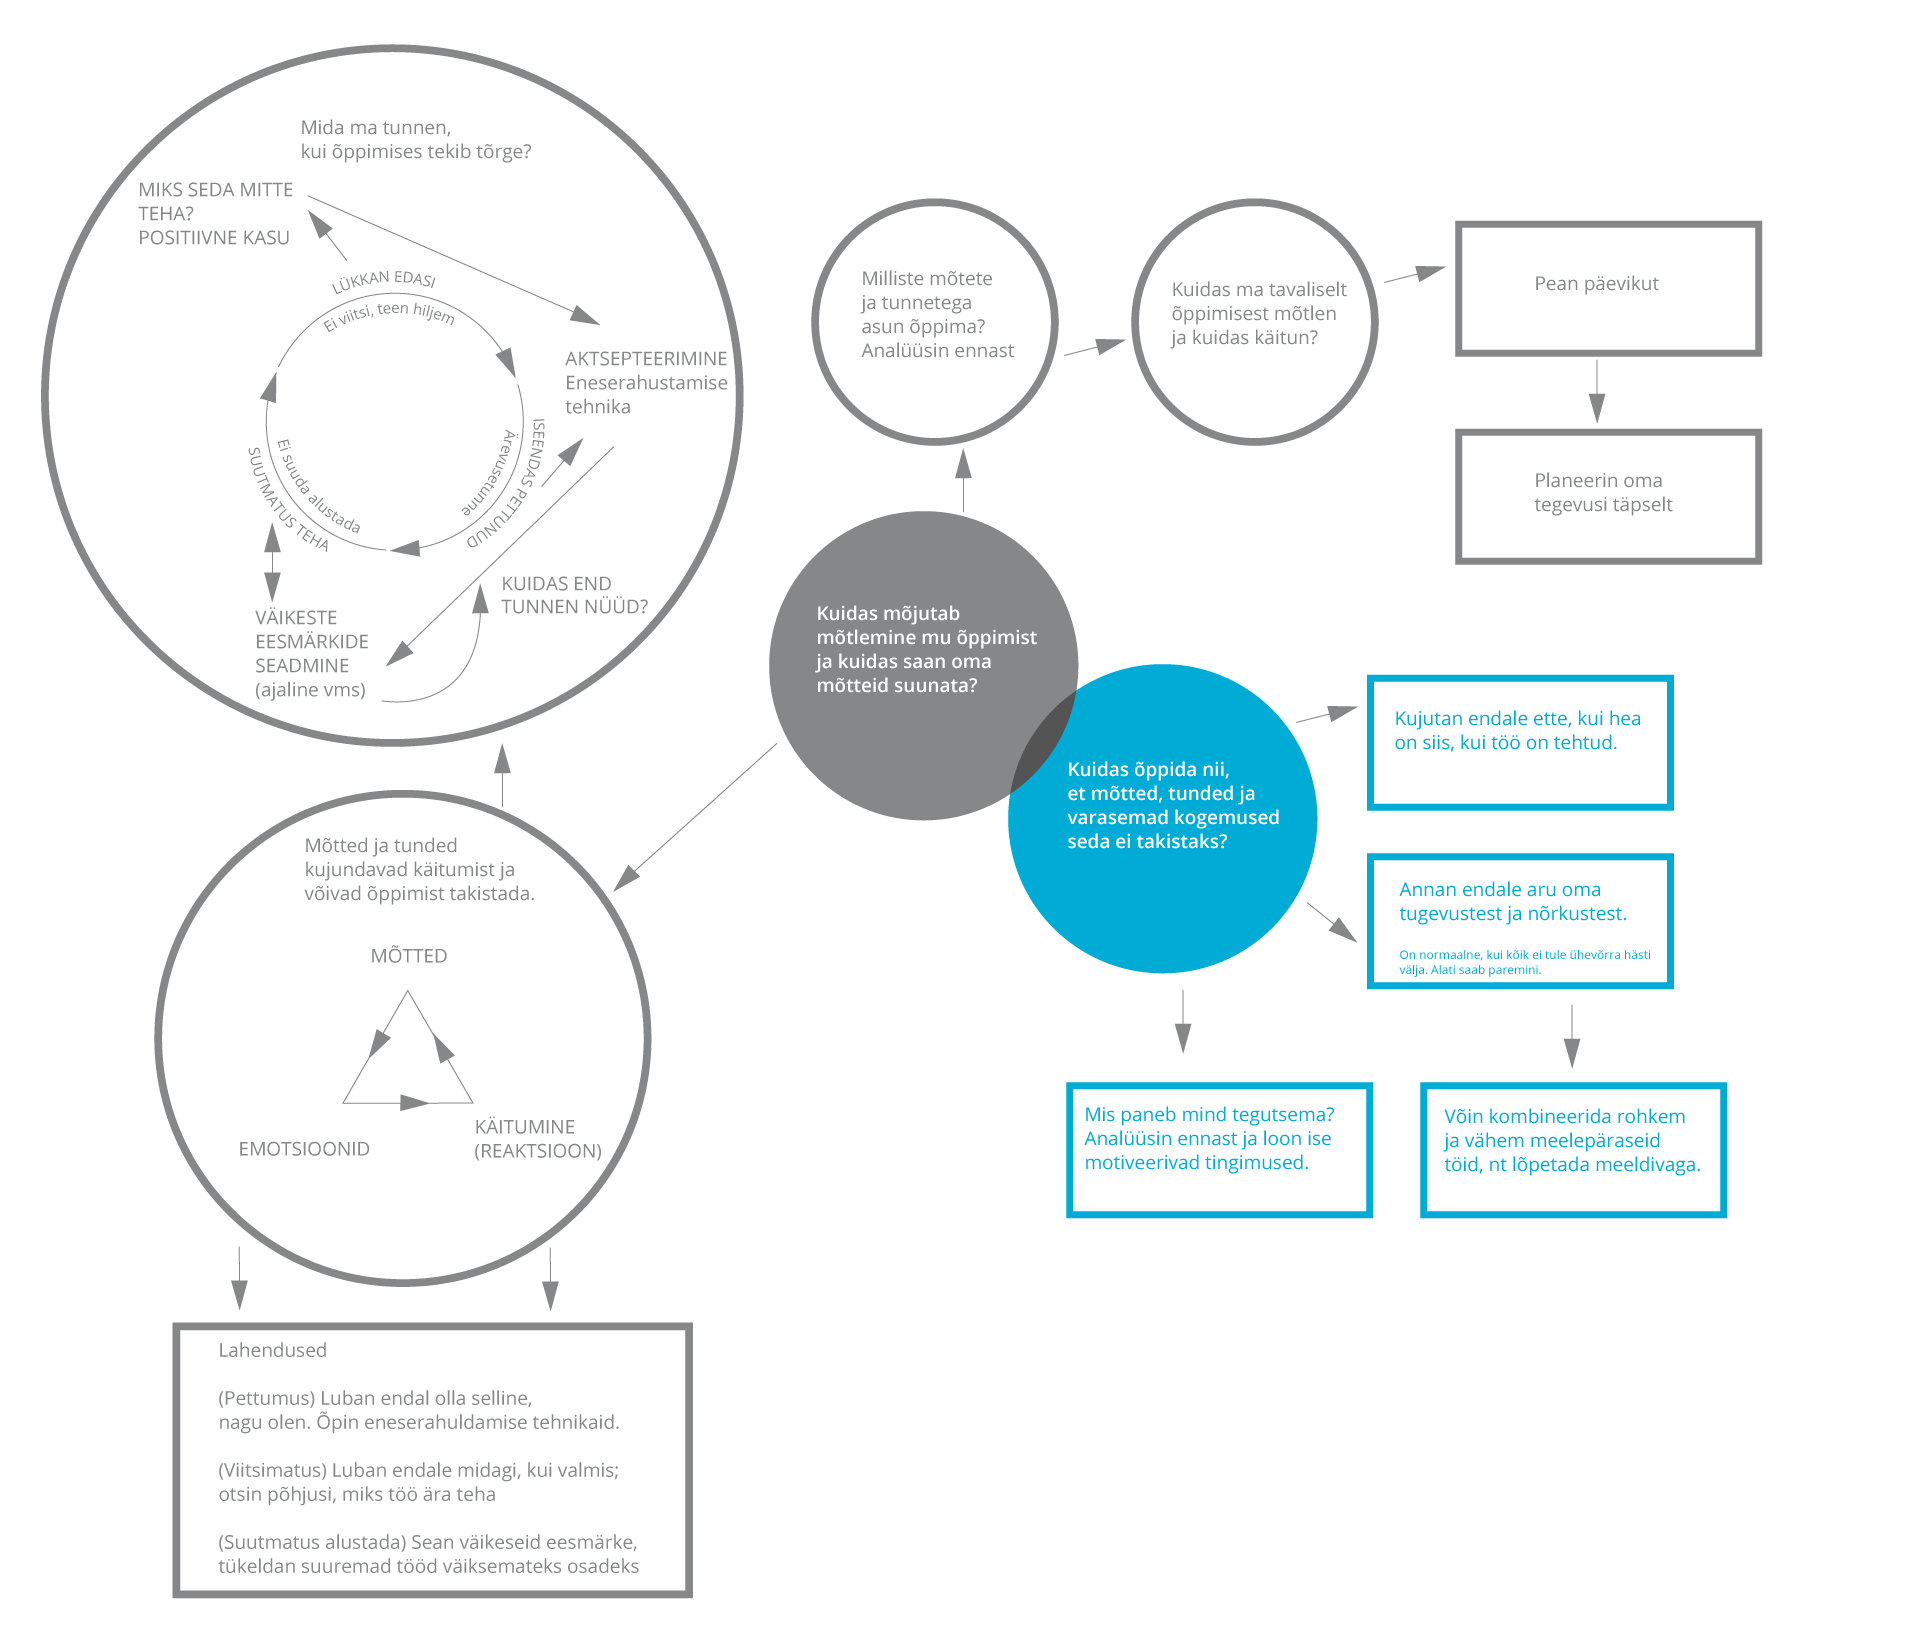 Mida ma tunnen,
kui õppimises tekib tõrge?
MIKS SEDA MITTE
TEHA?
POSITIIVNE KASU
LÜKKAN EDASI
Ei viitsi, teen hiljem
AKTSEPTEERIMINE
Eneserahustamise
tehnika
ISEENDAS PETTUNUD
Ärevusetunne
Ei suuda alustada
SUUTMATUS TEHA
KUIDAS END
TUNNEN NÜÜD?
VÄIKESTE
EESMÄRKIDE
SEADMINE
(ajaline vms)
Milliste mõtete
ja tunnetega
asun õppima?
Analüüsin ennast
Kuidas ma tavaliselt
õppimisest mõtlen
ja kuidas käitun?
Pean päevikut
Planeerin oma
tegevusi täpselt
Kuidas mõjutab
mõtlemine mu õppimist
ja kuidas saan oma
mõtteid suunata?
Kuidas õppida nii,
et mõtted, tunded ja
varasemad kogemused
seda ei takistaks?
Kujutan endale ette, kui hea
on siis, kui töö on tehtud.
Annan endale aru oma
tugevustest ja nõrkustest.
On normaalne, kui kõik ei tule ühevõrra hästi
välja. Alati saab paremini.
Mis paneb mind tegutsema?
Analüüsin ennast ja loon ise
motiveerivad tingimused.
Võin kombineerida rohkem
ja vähem meelepäraseid
töid, nt lõpetada meeldivaga.
Mõtted ja tunded
kujundavad käitumist ja
võivad õppimist takistada.
MÕTTED
EMOTSIOONID
KÄITUMINE
(REAKTSIOON)
Lahendused
(Pettumus) Luban endal olla selline,
nagu olen. Õpin eneserahuldamise tehnikaid.
(Viitsimatus) Luban endale midagi, kui valmis;
otsin põhjusi, miks töö ära teha
(Suutmatus alustada) Sean väikeseid eesmärke,
tükeldan suuremad tööd väiksemateks osadeks